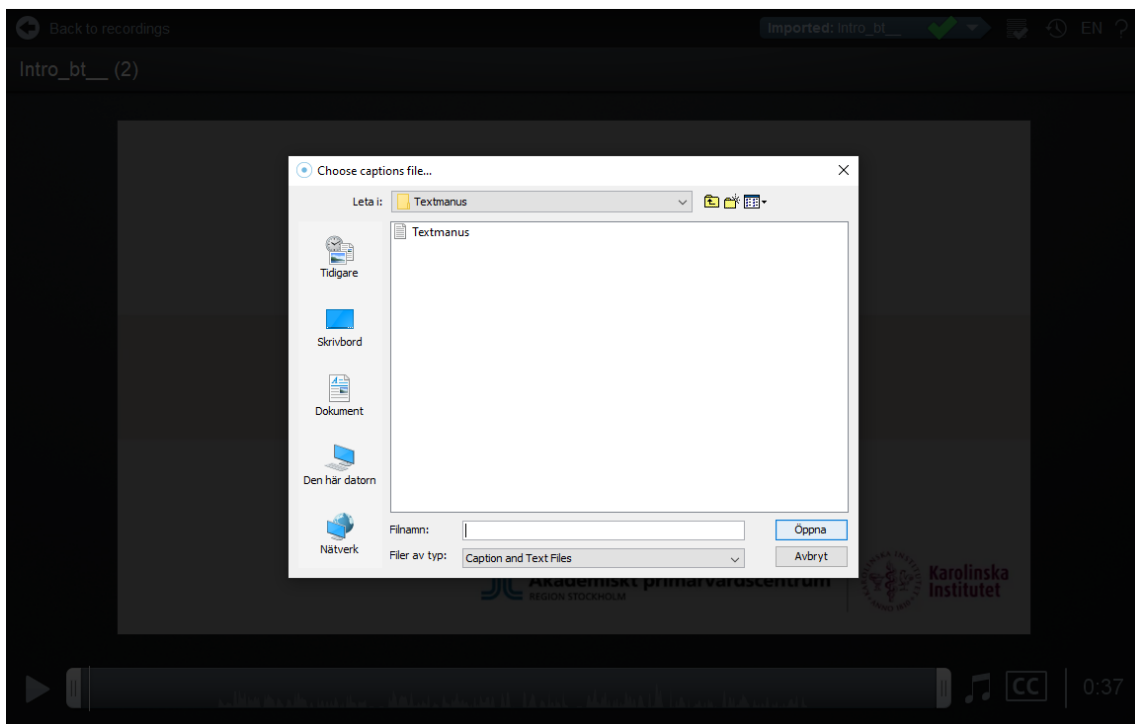 Back to recordings
Imported: Intro_bt__
EN ?
Intro_bt__ (2)
Choose captions file...
Leta i:
Textmanus
Textmanus
Tidigare
Skrivbord
Dokument
Den här datorn
Nätverk
Filnamn:
Öppna
Filer av typ:
Caption and Text Files
Avbryt
Akademiskt primärvårdscentrum
REGION STOCKHOLM
Karolinska
Institutet
CC
0:37